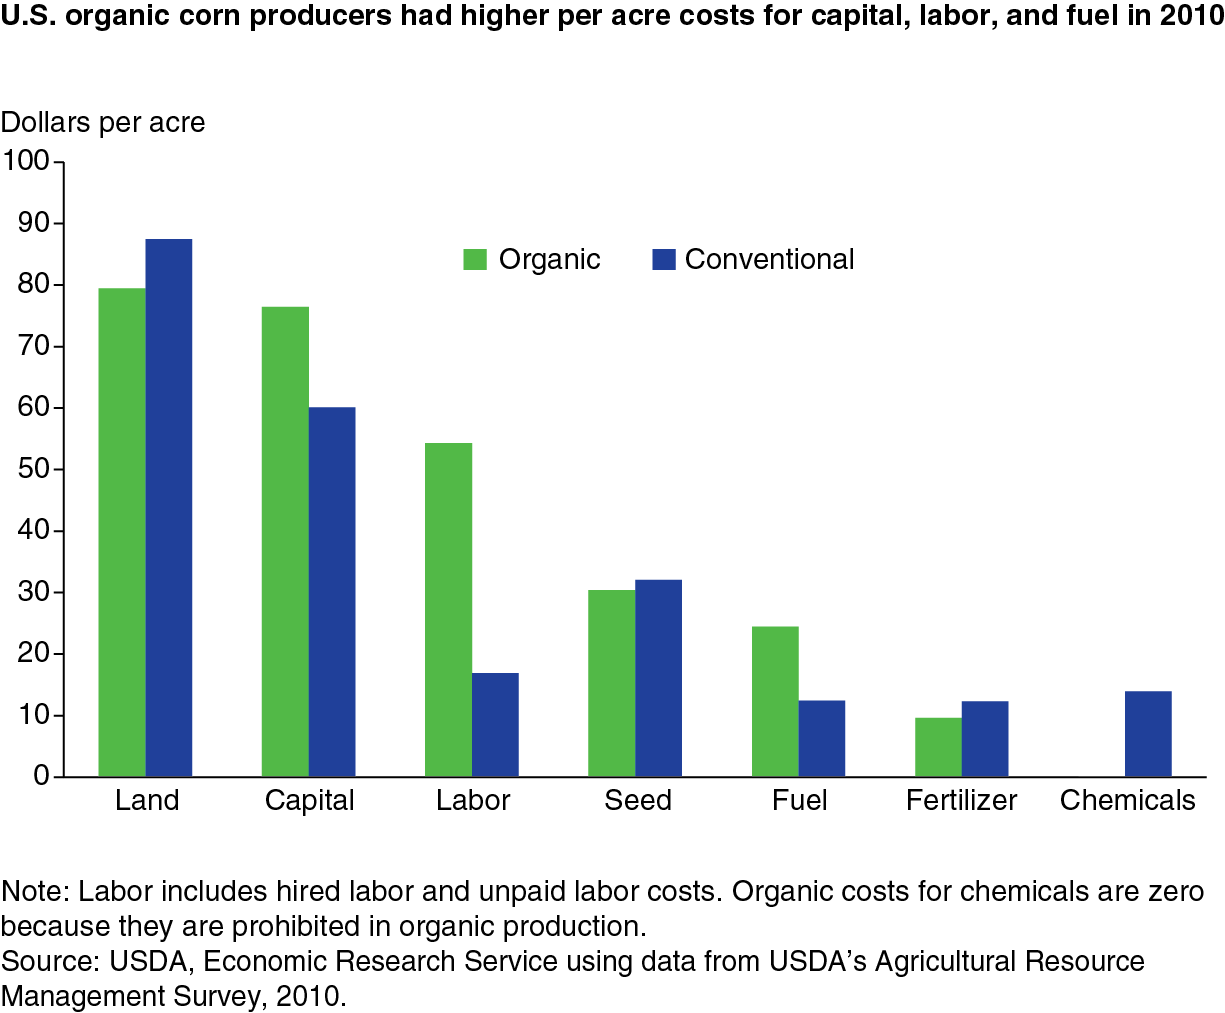 U.S. organic corn producers had higher per acre costs for capital, labor, and fuel in 2010
Dollars per acre
100
90
80
70
60
50
40
30
20
10
0
Organic
Conventional
Land
Capital
Labor
Seed
Fuel
Fertilizer
Chemicals
Note: Labor includes hired labor and unpaid labor costs. Organic costs for chemicals are zero
because they are prohibited in organic production.
Source: USDA, Economic Research Service using data from USDA’s Agricultural Resource
Management Survey, 2010.